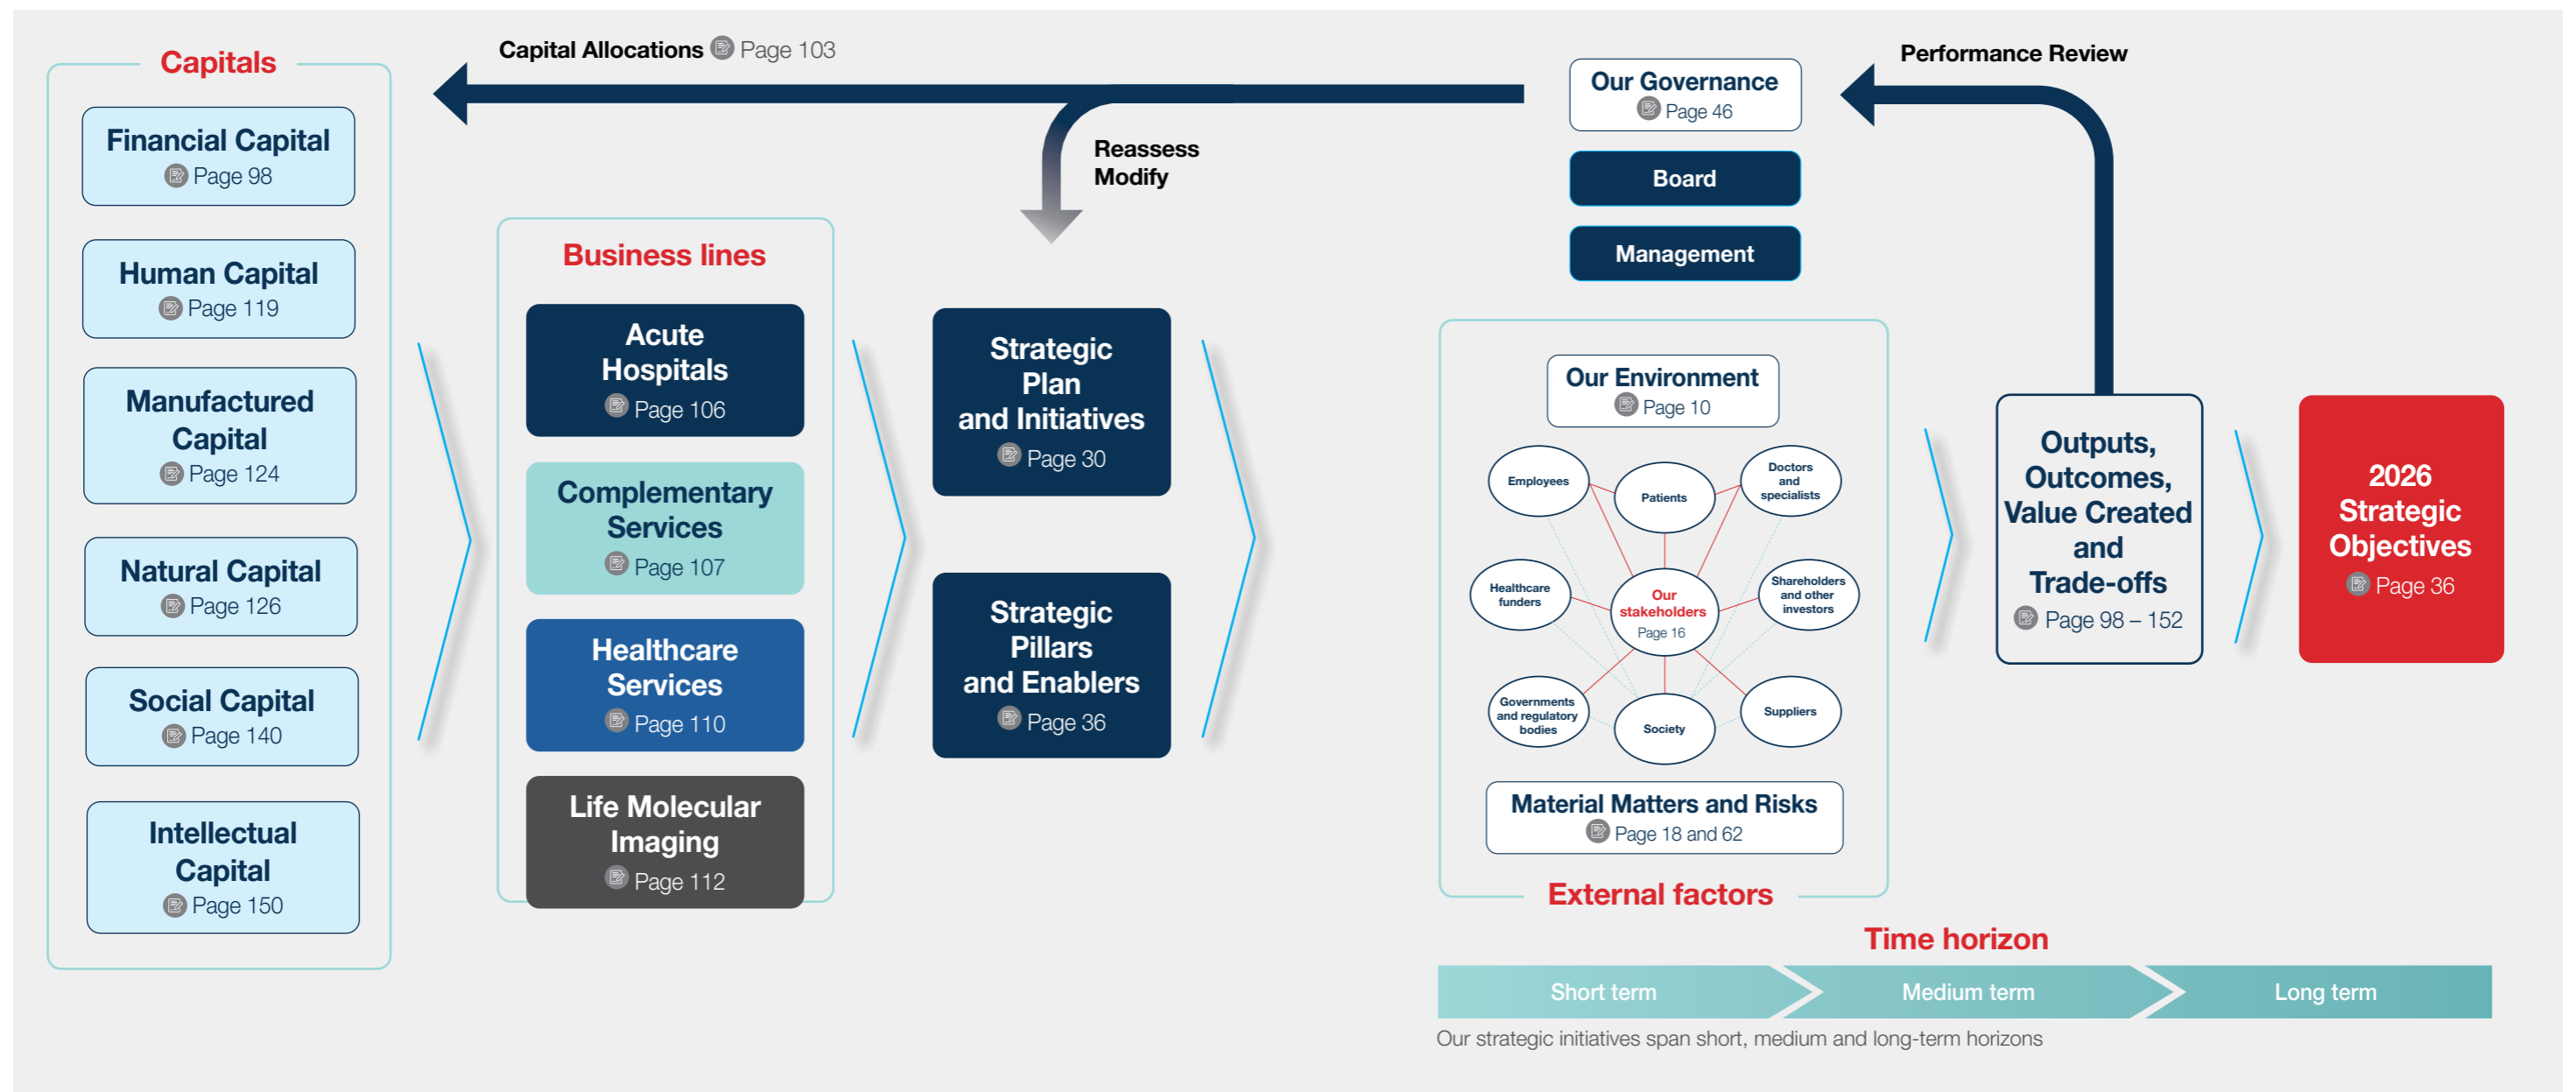 Capitals
Financial Capital
Page 98
Human Capital
Page 119
Manufactured
Capital
Page 124
Natural Capital
Page 126
Social Capital
Page 140
Intellectual
Capital
Page 150
Capital Allocations Page 103
Reassess
Modify
Business lines
Acute
Hospitals
Page 106
Complementary
Services
Page 107
Healthcare
Services
Page 110
Life Molecular
Imaging
Page 112
Strategic
Plan
and Initiatives
Page 30
Strategic
Pillars
and Enablers
Page 36
Our Governance
Page 46
Board
Management
Performance Review
Our Environment
Page 10
Employees
Patients
Doctors
and
specialists
Healthcare
funders
Our
stakeholders
Page 16
Shareholders
and other
investors
Governments
and regulatory
bodies
Society
Suppliers
Material Matters and Risks
Page 18 and 62
External factors
Outputs,
Outcomes,
Value Created
and
Trade-offs
Page 98 – 152
2026
Strategic
Objectives
Page 36
Time horizon
Short term
Medium term
Long term
Our strategic initiatives span short, medium and long-term horizons